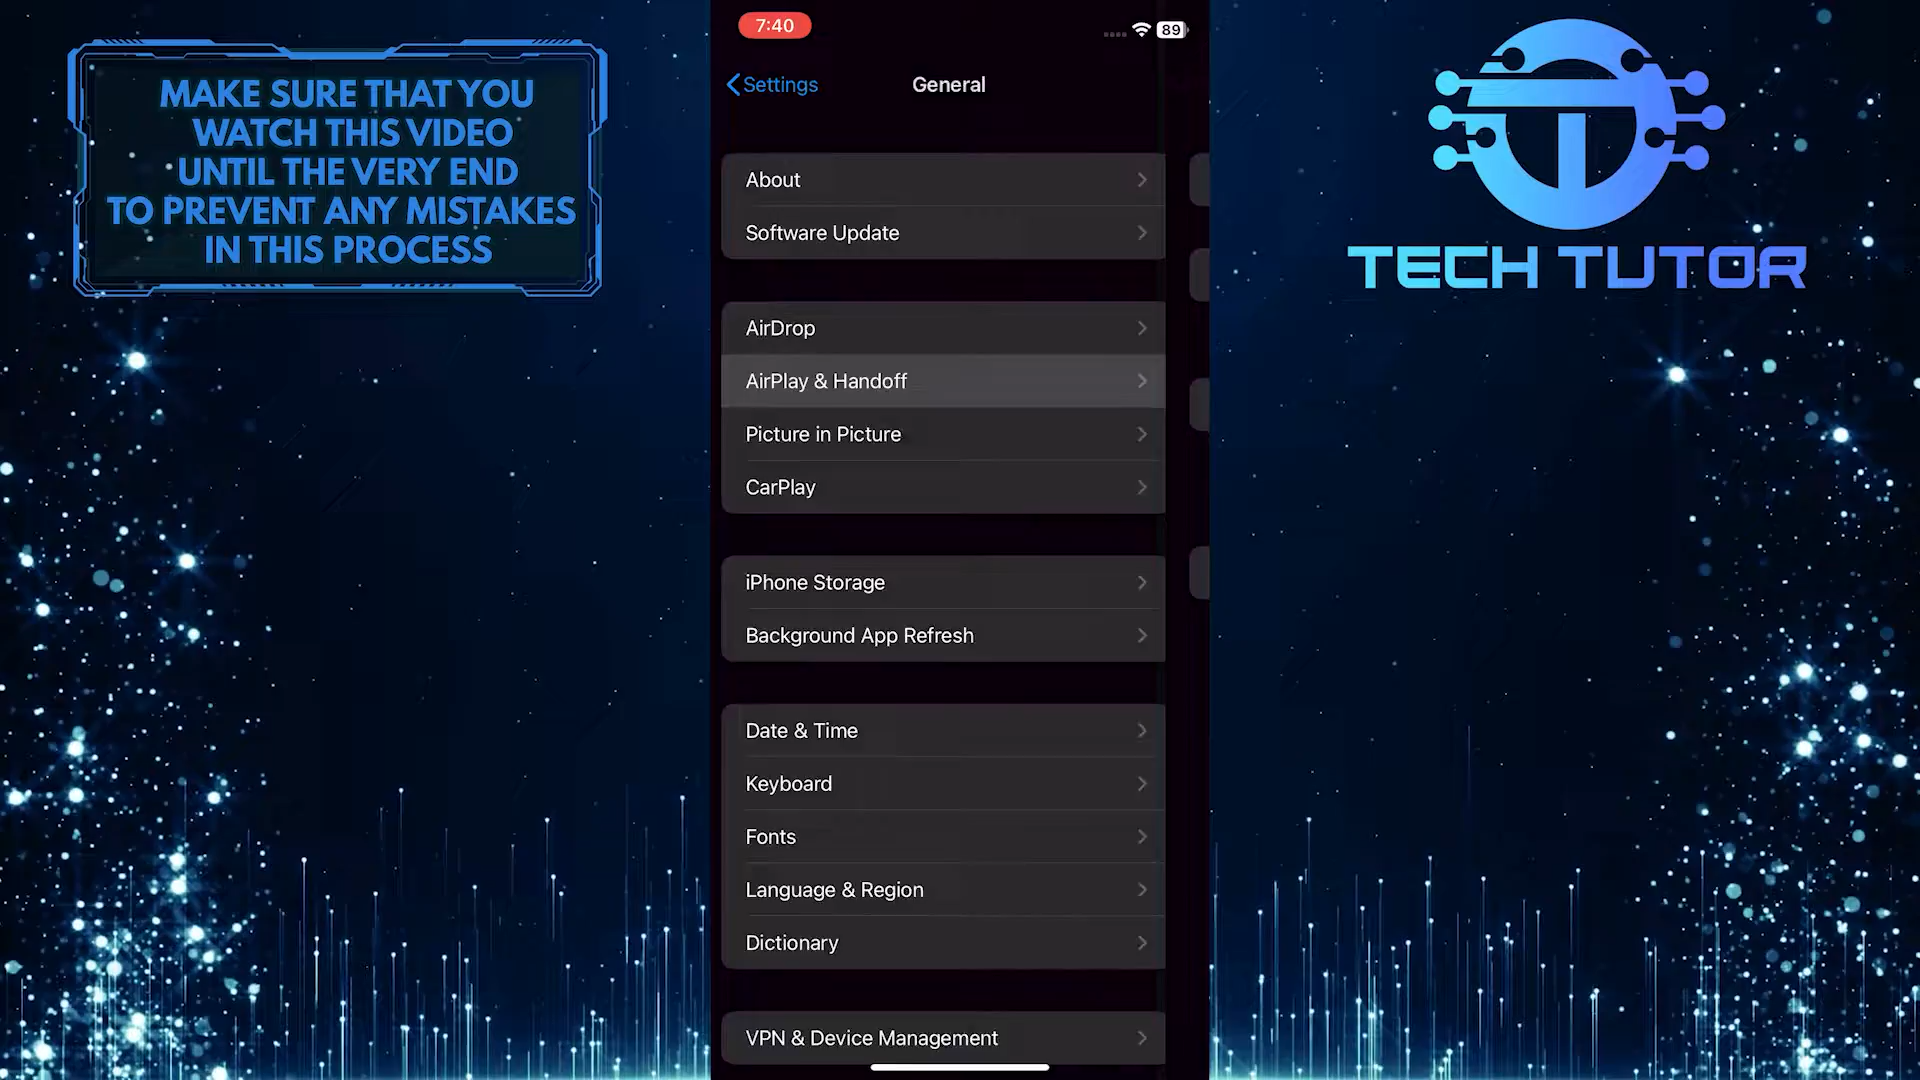 MAKE SURE THAT YOU
WATCH THIS VIDEO
UNTIL THE VERY END
TO PREVENT ANY MISTAKES
IN THIS PROCESS
7:40
89
Settings
General
About
Software Update
AirDrop
AirPlay & Handoff
Picture in Picture
CarPlay
iPhone Storage
Background App Refresh
Date & Time
Keyboard
Fonts
Language & Region
Dictionary
VPN & Device Management
TECH TUTOR